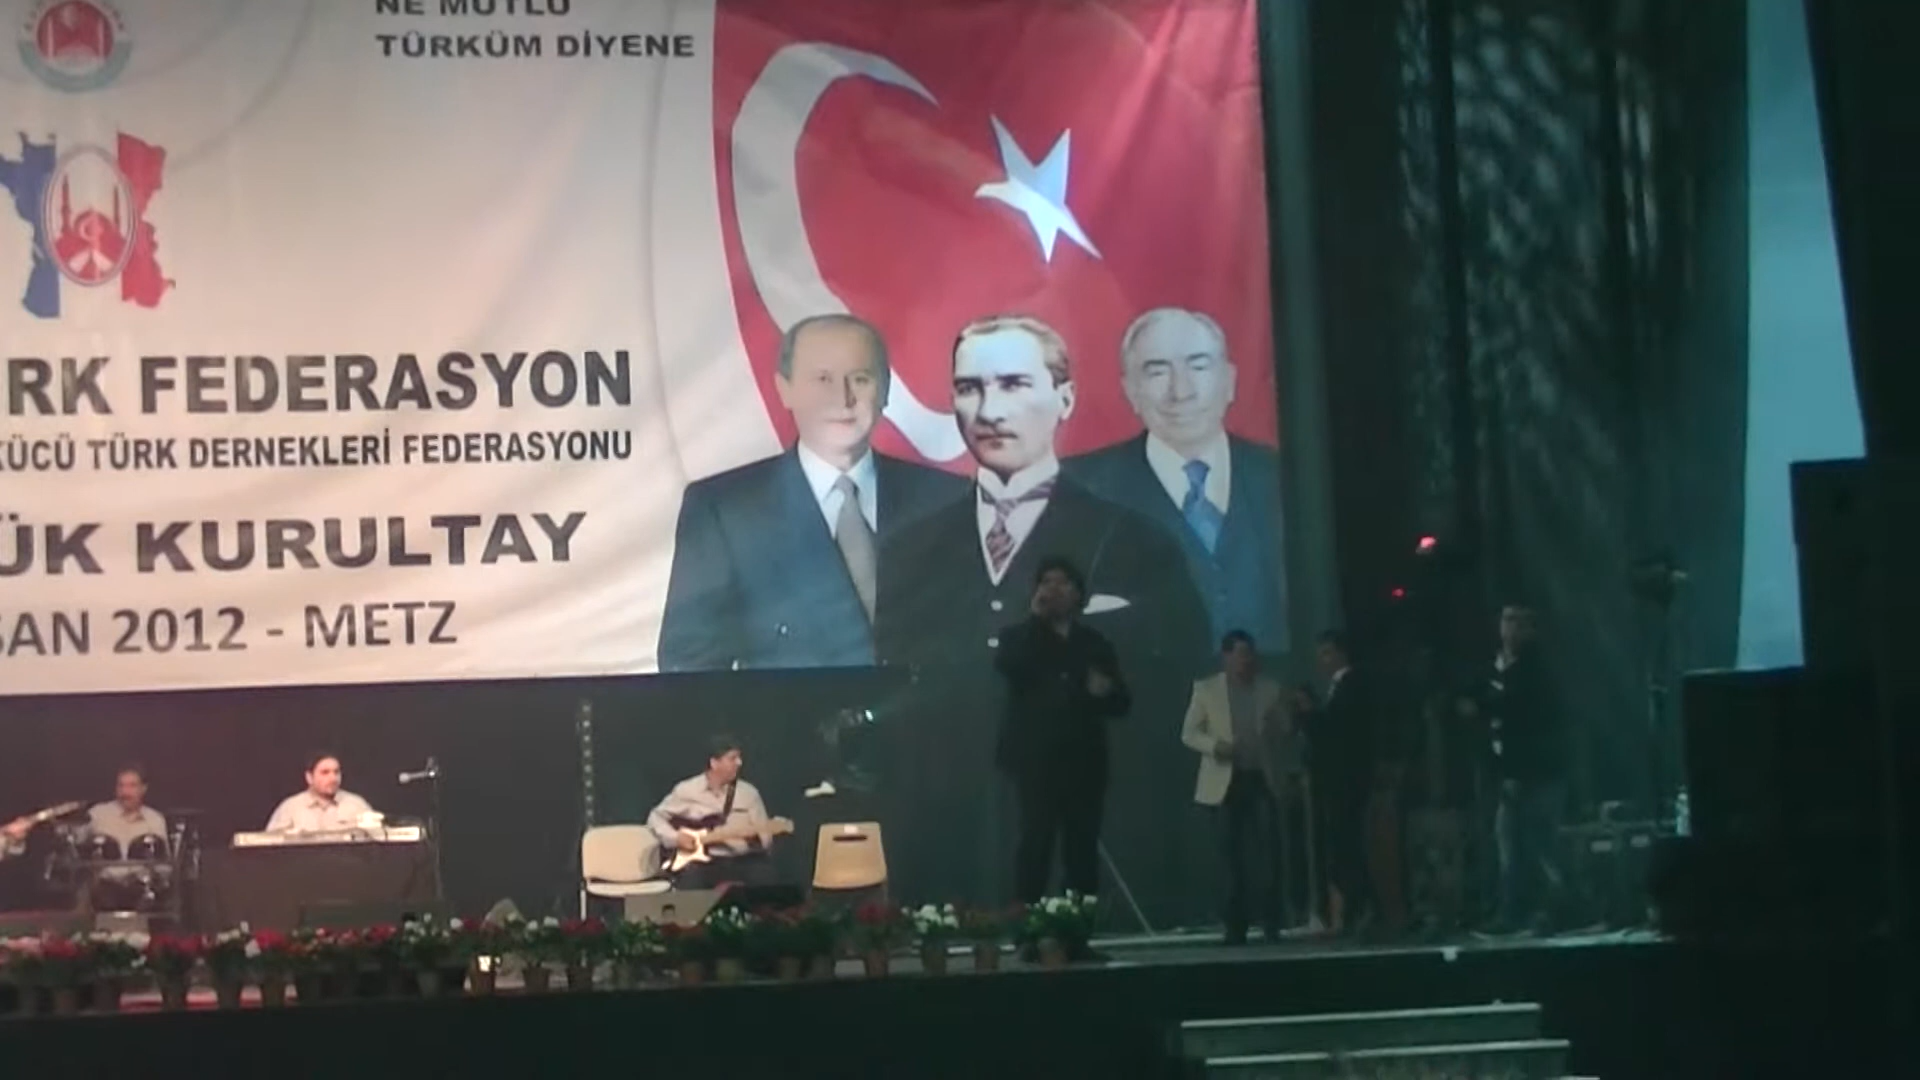 NE MUTLU
TÜRKÜM DİYENE
RK FEDERASYON
KÜCÜ TÜRK DERNEKLERİ FEDERASYONU
ÜK KURULTAY
SAN 2012 - METZ